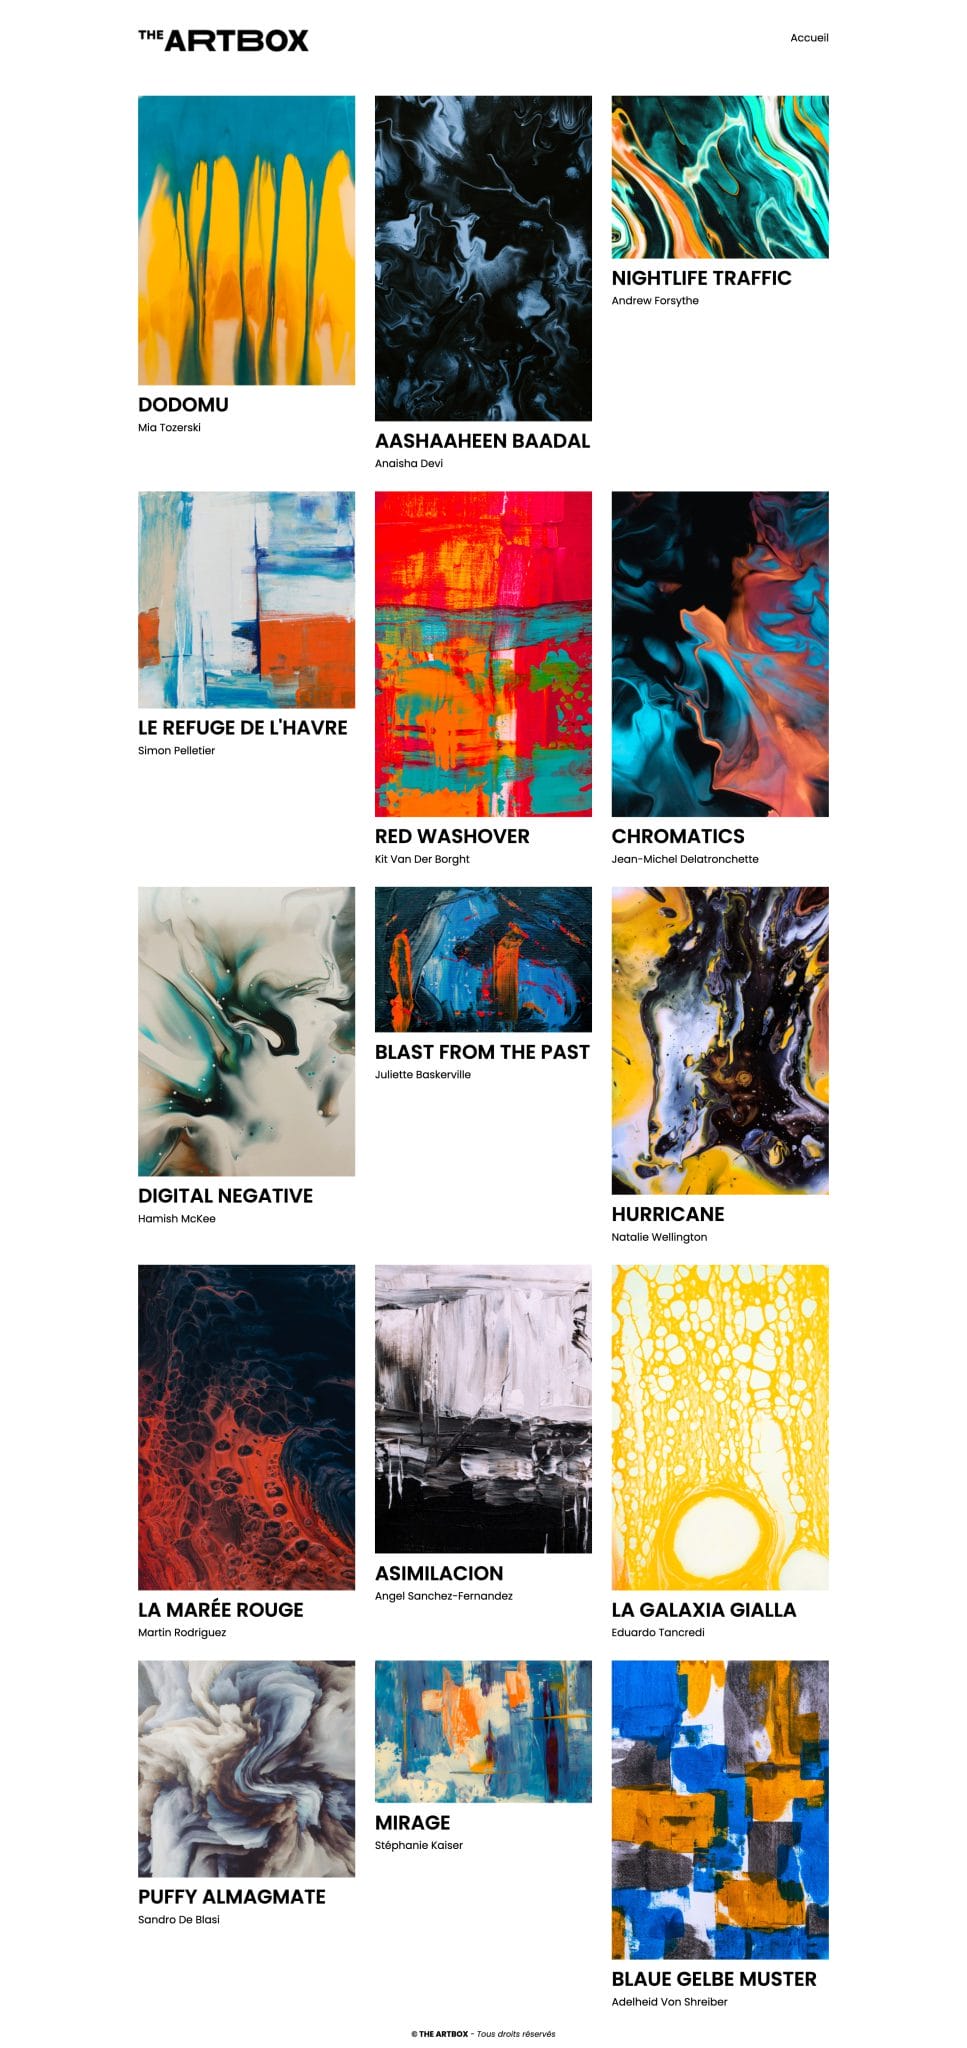 THE ARTBOX
Accueil
DODOMU
Mia Tozerski
AASHAAHEEN BAADAL
Anaisha Devi
NIGHTLIFE TRAFFIC
Andrew Forsythe
LE REFUGE DE L'HAVRE
Simon Pelletier
RED WASHOVER
Kit Van Der Borght
CHROMATICS
Jean-Michel Delatronchette
DIGITAL NEGATIVE
Hamish McKee
BLAST FROM THE PAST
Juliette Baskerville
HURRICANE
Natalie Wellington
LA MARÉE ROUGE
Martin Rodriguez
ASIMILACION
Angel Sanchez-Fernandez
LA GALAXIA GIALLA
Eduardo Tancredi
PUFFY ALMAGMATE
Sandro De Blasi
MIRAGE
Stéphanie Kaiser
BLAUE GELBE MUSTER
Adelheid Von Shreiber
© THE ARTBOX - Tous droits réservés